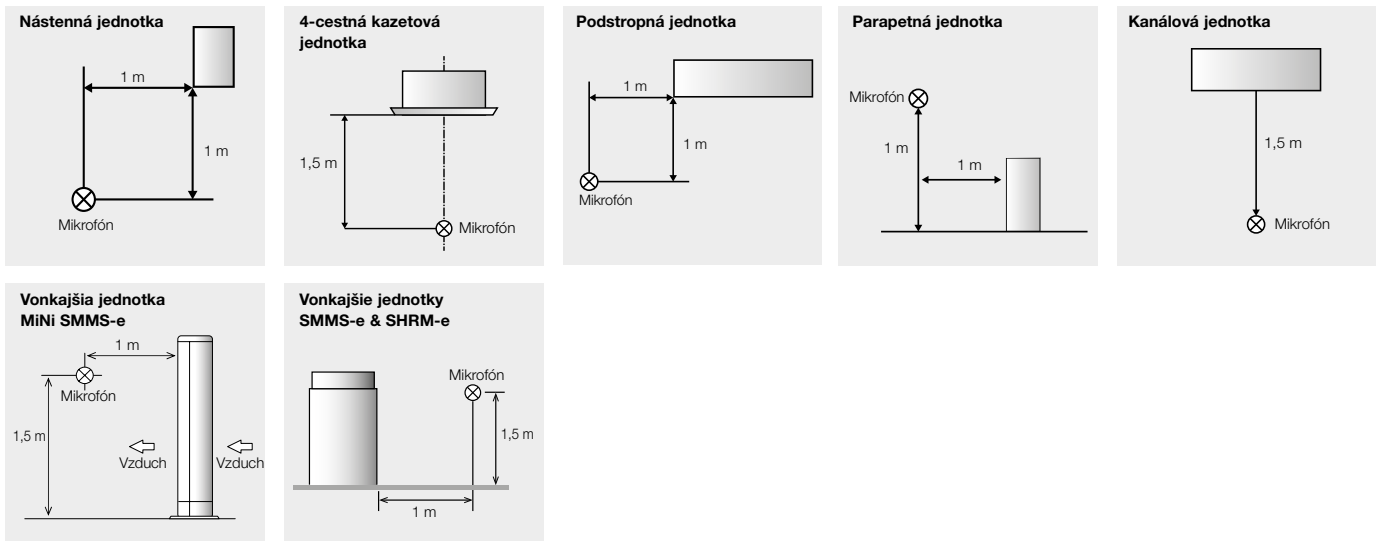 Nástenná jednotka
1 m
1 m
Mikrofón
4-cestná kazetová
jednotka
1,5 m
Mikrofón
Podstropná jednotka
1 m
1 m
Mikrofón
Parapetná jednotka
Mikrofón
1 m
1 m
Kanálová jednotka
1,5 m
Mikrofón
Vonkajšia jednotka
MiNi SMMS-e
1 m
Mikrofón
1,5 m
Vzduch
Vzduch
Vonkajšie jednotky
SMMS-e & SHRM-e
Mikrofón
1,5 m
1 m